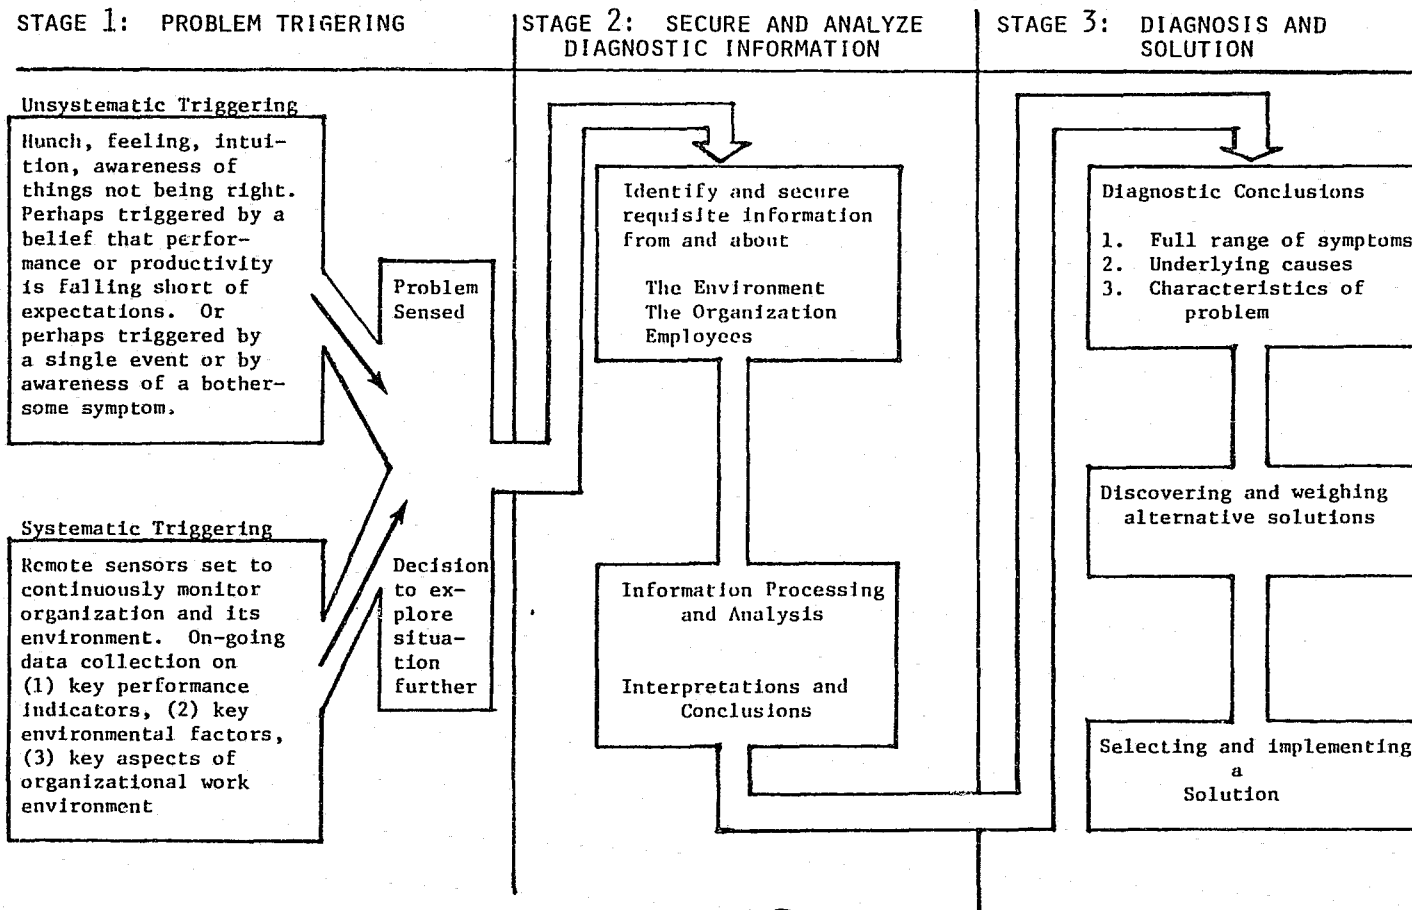 STAGE 1: PROBLEM TRIGERING
Unsystematic Triggering
Hunch, feeling, intui-
tion, awareness of
things not being right.
Perhaps triggered by a
belief that perfor-
mance or productivity
is falling short of
expectations. Or
perhaps triggered by
a single event or by
awareness of a bother-
some symptom.
Systematic Triggering
Remote sensors set to
continuously monitor
organization and its
environment. On-going
data collection on
(1) key performance
indicators, (2) key
environmental factors,
(3) key aspects of
organizational work
environment
Problem
Sensed
Decision
to ex-
plore
situa-
tion
further
STAGE 2: SECURE AND ANALYZE
DIAGNOSTIC INFORMATION
Identify and secure
requisite information
from and about
The Environment
The Organization
Employees
Information Processing
and Analysis
Interpretations and
Conclusions
STAGE 3: DIAGNOSIS AND
SOLUTION
Diagnostic Conclusions
1. Full range of symptoms
2. Underlying causes
3. Characteristics of
problem
Discovering and weighing
alternative solutions
Selecting and implementing
a
Solution